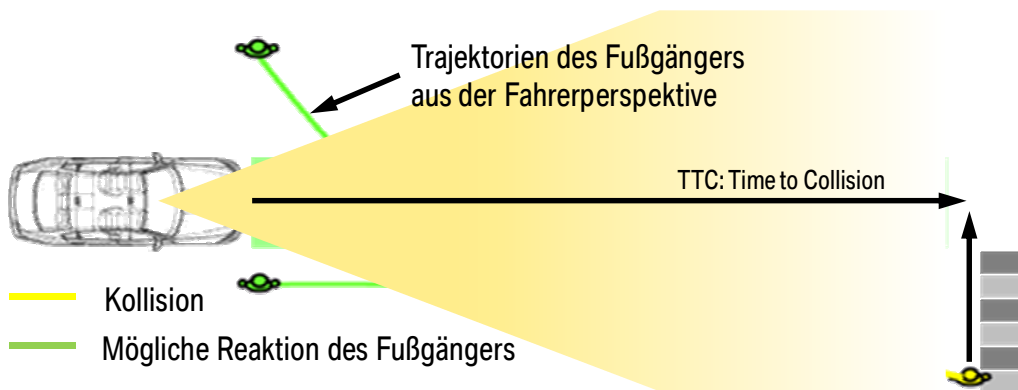 Trajektorien des Fußgängers
aus der Fahrerperspektive
TTC: Time to Collision
Kollision
Mögliche Reaktion des Fußgängers